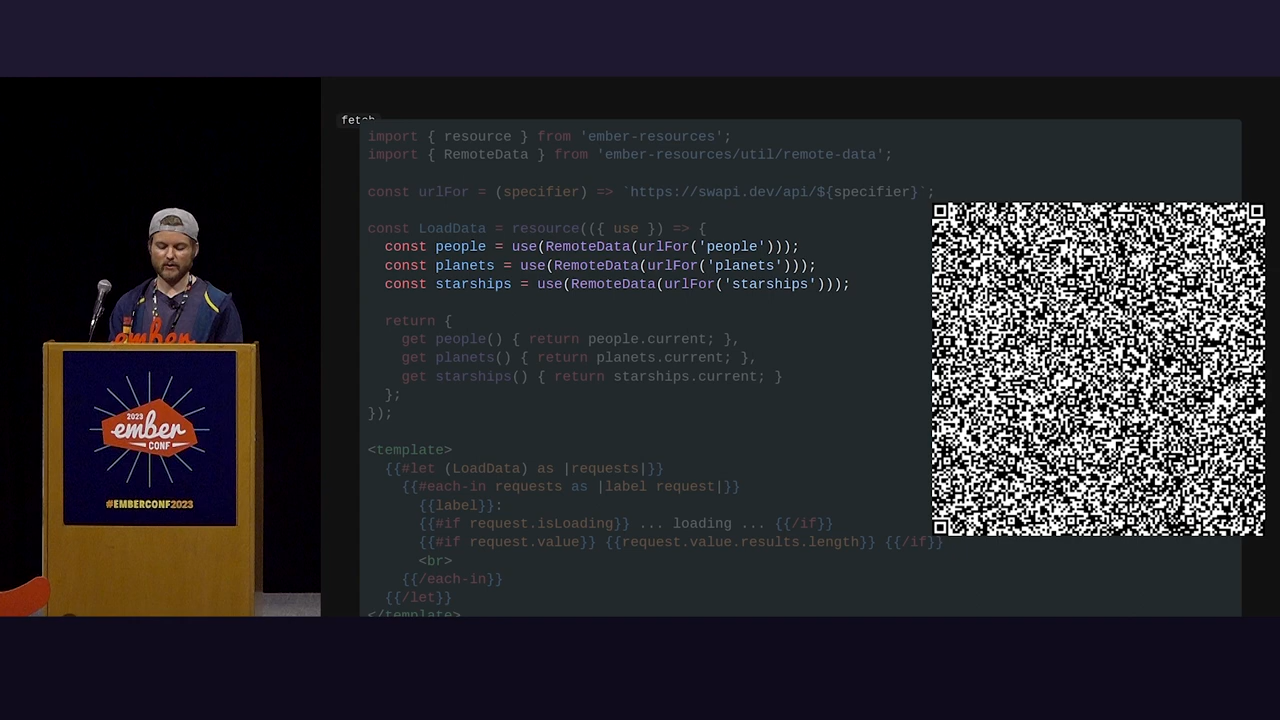 fetch
import { resource } from 'ember-resources';
import { RemoteData } from 'ember-resources/util/remote-data';
const urlFor = (specifier) => `https://swapi.dev/api/${specifier}`;
const LoadData = resource(({ use }) => {
const people = use(RemoteData(urlFor('people')));
const planets = use(RemoteData(urlFor('planets')));
const starships = use(RemoteData(urlFor('starships')));
return {
get people() { return people.current; },
get planets() { return planets.current; },
get starships() { return starships.current; }
};
});
<template>
{{#let (LoadData) as |requests|}}
{{#each-in requests as |label request|}}
{{label}}:
{{#if request.isLoading}} ... loading ... {{/if}}
{{#if request.value}} {{request.value.results.length}} {{/if}}
<br>
{{/each-in}}
{{/let}}
</template>
ember
2023
ember
CONF
#EMBERCONF2023